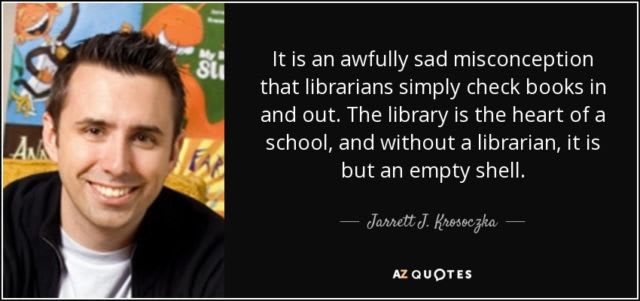 It is an awfully sad misconception
that librarians simply check books in
and out. The library is the heart of a
school, and without a librarian, it is
but an empty shell.
Jarrett J. Krosoczka
AZ QUOTES